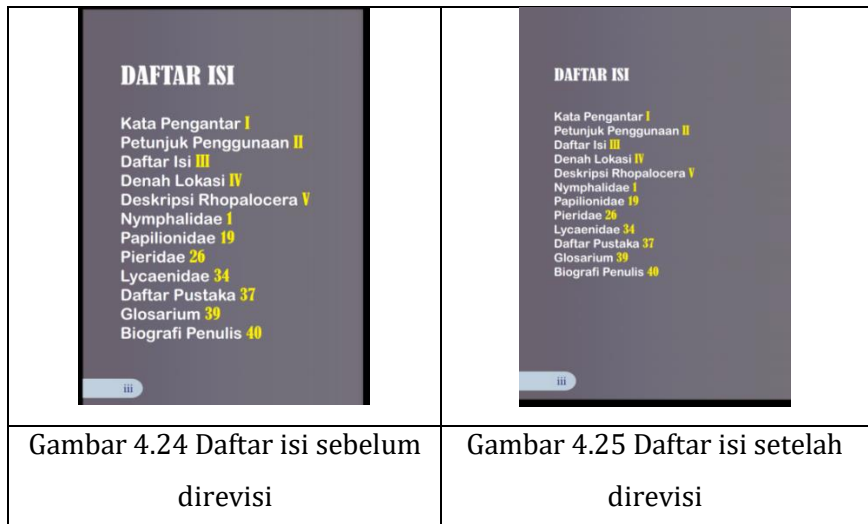 DAFTAR ISI
Kata Pengantar I
Petunjuk Penggunaan II
Daftar Isi III
Denah Lokasi IV
Deskripsi Rhopalocera V
Nymphalidae 1
Papilionidae 19
Pieridae 26
Lycaenidae 34
Daftar Pustaka 37
Glosarium 39
Biografi Penulis 40
iii
Gambar 4.24 Daftar isi sebelum
direvisi
DAFTAR ISI
Kata Pengantar I
Petunjuk Penggunaan II
Daftar Isi III
Denah Lokasi IV
Deskripsi Rhopalocera V
Nymphalidae 1
Papilionidae 19
Pieridae 26
Lycaenidae 34
Daftar Pustaka 37
Glosarium 39
Biografi Penulis 40
iii
Gambar 4.25 Daftar isi setelah
direvisi